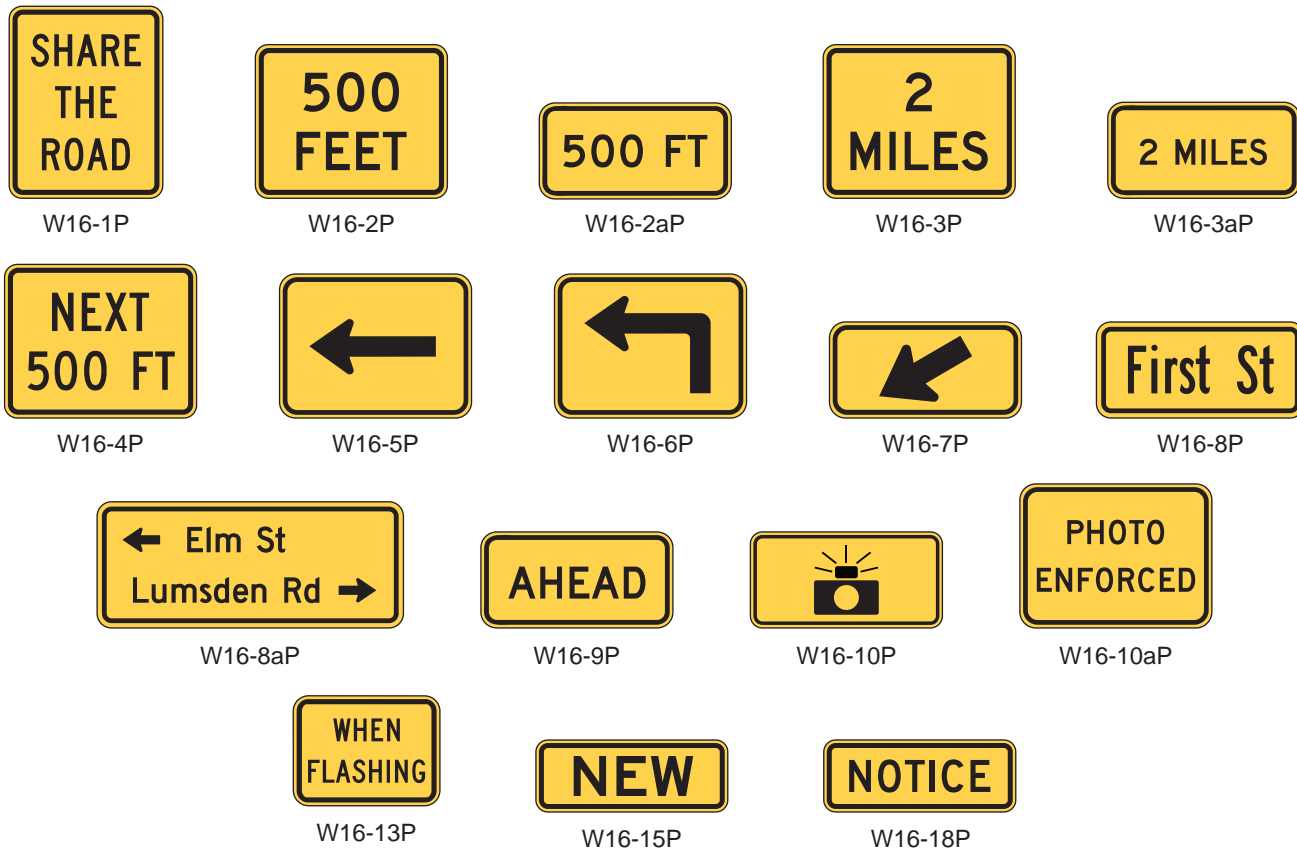 SHARE
THE
ROAD
W16-1P
500
FEET
W16-2P
500 FT
W16-2aP
2
MILES
W16-3P
2 MILES
W16-3aP
NEXT
500 FT
W16-4P
W16-5P
W16-6P
W16-7P
First St
W16-8P
Elm St
Lumsden Rd
W16-8aP
AHEAD
W16-9P
W16-10P
PHOTO
ENFORCED
W16-10aP
WHEN
FLASHING
W16-13P
NEW
W16-15P
NOTICE
W16-18P